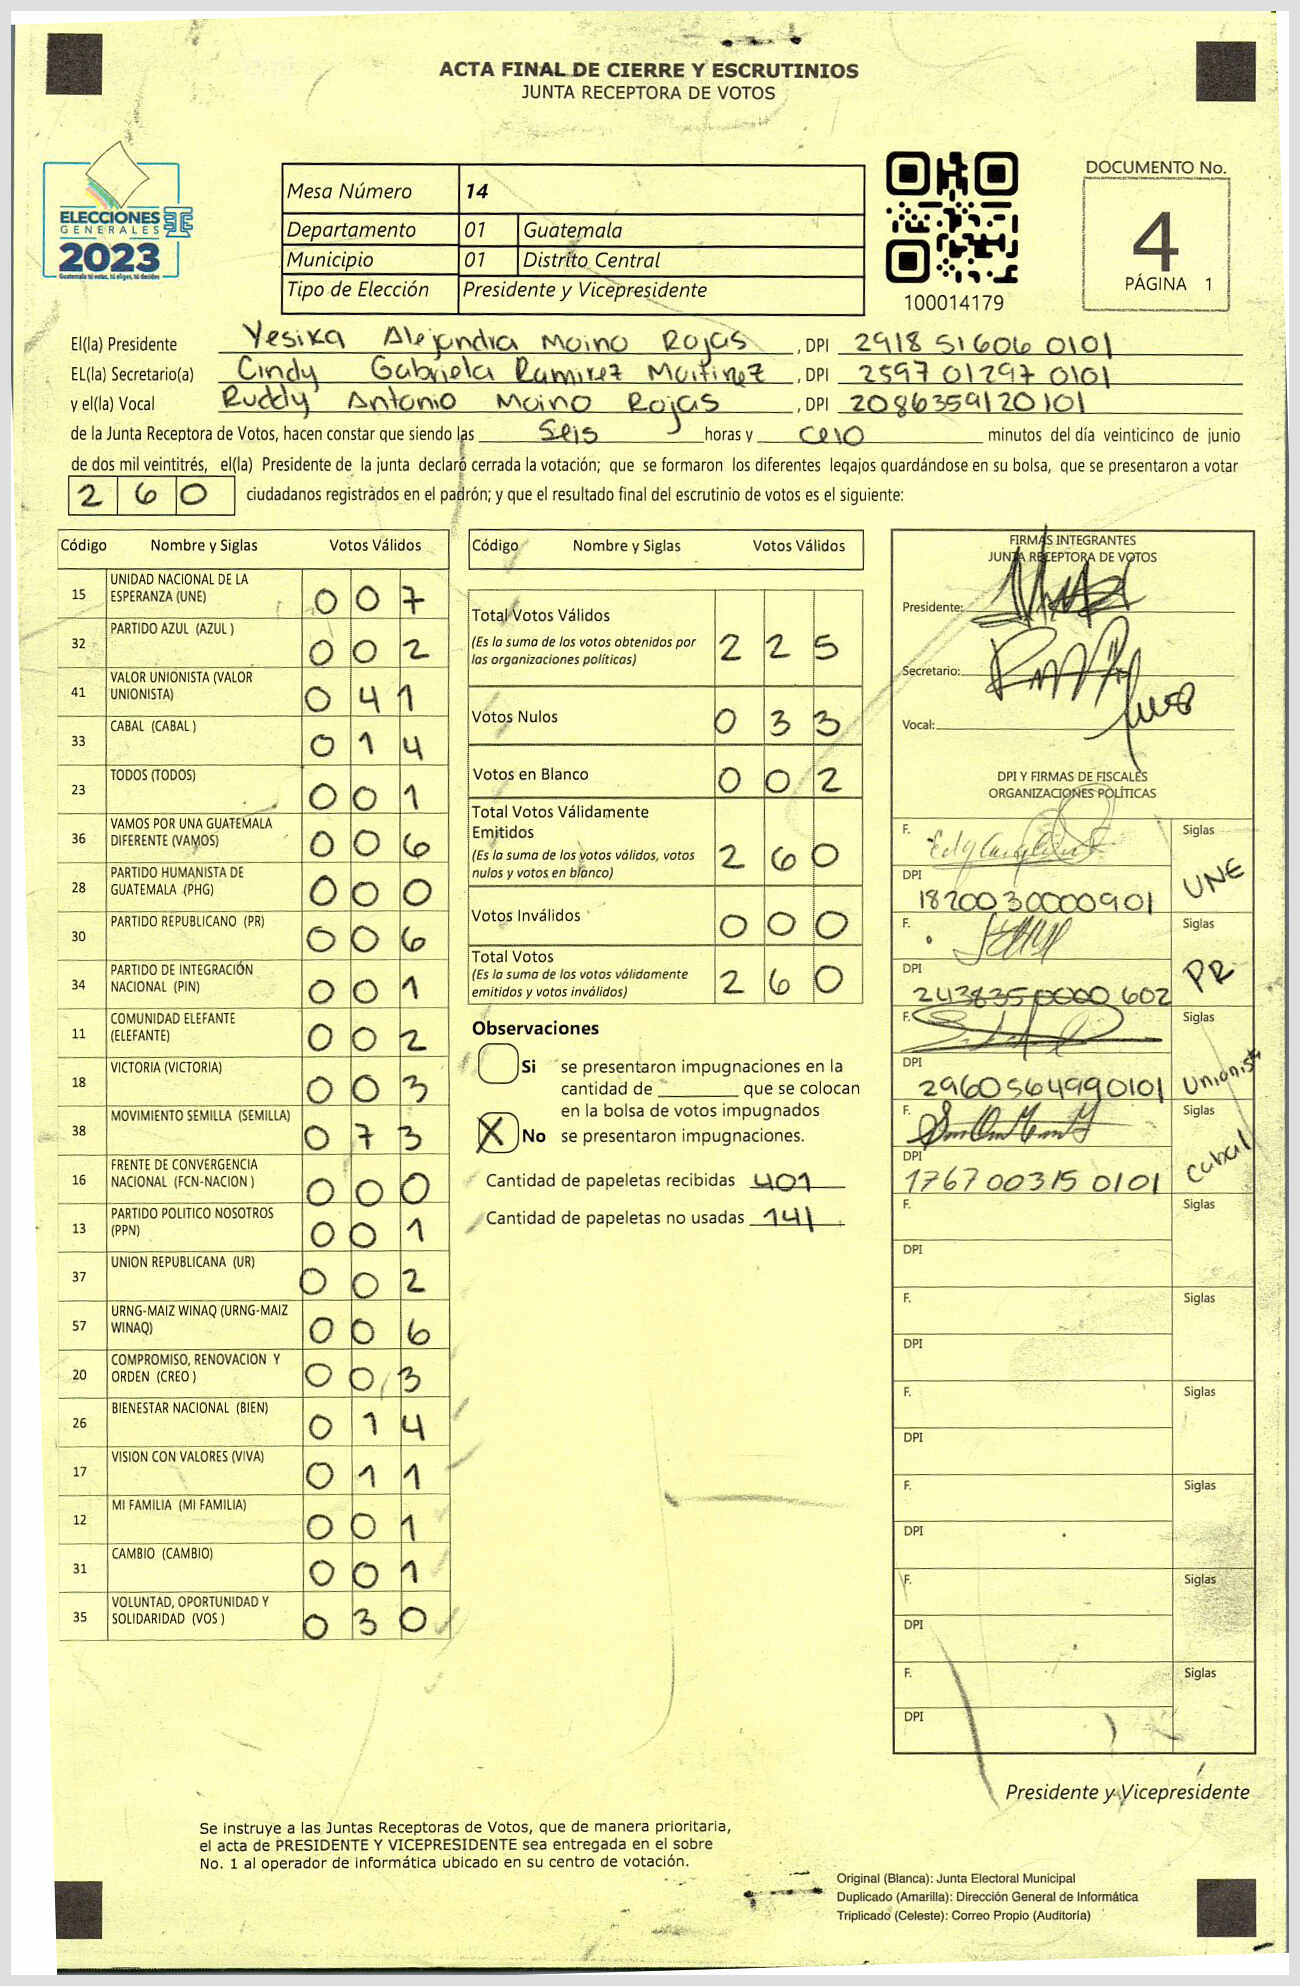 ACTA FINAL DE CIERRE Y ESCRUTINIOS
JUNTA RECEPTORA DE VOTOS
ELECCIONES
GENERALES
2023
Guatemala tú votas, tú eliges, tú decides
Mesa Número 14
Departamento 01 Guatemala
Municipio 01 Distrito Central
Tipo de Elección Presidente y Vicepresidente
100014179
DOCUMENTO No.
4
PÁGINA 1
El(la) Presidente Yesika Alejandra Moino Rojas, DPI 2918 51606 0101
EL(la) Secretario(a) Cindy Gabriela Ramirez Martinez, DPI 2597 01297 0101
y el(la) Vocal Ruddy Antonio Moino Rojas, DPI 2086359120101
de la Junta Receptora de Votos, hacen constar que siendo las Seis horas y cero minutos del día veinticinco de junio
de dos mil veintitrés, el(la) Presidente de la junta declaró cerrada la votación; que se formaron los diferentes legajos guardándose en su bolsa, que se presentaron a votar
2 6 0 ciudadanos registrados en el padrón; y que el resultado final del escrutinio de votos es el siguiente:
Código Nombre y Siglas Votos Válidos
15 UNIDAD NACIONAL DE LA ESPERANZA (UNE) 0 0 7
32 PARTIDO AZUL (AZUL ) 0 0 2
41 VALOR UNIONISTA (VALOR UNIONISTA) 0 4 1
33 CABAL (CABAL ) 0 1 4
23 TODOS (TODOS) 0 0 1
36 VAMOS POR UNA GUATEMALA DIFERENTE (VAMOS) 0 0 6
28 PARTIDO HUMANISTA DE GUATEMALA (PHG) 0 0 0
30 PARTIDO REPUBLICANO (PR) 0 0 6
34 PARTIDO DE INTEGRACIÓN NACIONAL (PIN) 0 0 1
11 COMUNIDAD ELEFANTE (ELEFANTE) 0 0 2
18 VICTORIA (VICTORIA) 0 0 3
38 MOVIMIENTO SEMILLA (SEMILLA) 0 7 3
16 FRENTE DE CONVERGENCIA NACIONAL (FCN-NACION ) 0 0 0
13 PARTIDO POLITICO NOSOTROS (PPN) 0 0 1
37 UNION REPUBLICANA (UR) 0 0 2
57 URNG-MAIZ WINAQ (URNG-MAIZ WINAQ) 0 0 6
20 COMPROMISO, RENOVACION Y ORDEN (CREO ) 0 0 3
26 BIENESTAR NACIONAL (BIEN) 0 1 4
17 VISION CON VALORES (VIVA) 0 1 1
12 MI FAMILIA (MI FAMILIA) 0 0 1
31 CAMBIO (CAMBIO) 0 0 1
35 VOLUNTAD, OPORTUNIDAD Y SOLIDARIDAD (VOS ) 0 3 0
Código Nombre y Siglas Votos Válidos
Total Votos Válidos
(Es la suma de los votos obtenidos por
las organizaciones políticas) 2 2 5
Votos Nulos 0 3 3
Votos en Blanco 0 0 2
Total Votos Válidamente
Emitidos
(Es la suma de los votos válidos, votos
nulos y votos en blanco) 2 6 0
Votos Inválidos 0 0 0
Total Votos
(Es la suma de los votos válidamente
emitidos y votos inválidos) 2 6 0
Observaciones
Si se presentaron impugnaciones en la
cantidad de ________ que se colocan
en la bolsa de votos impugnados
X No se presentaron impugnaciones.
Cantidad de papeletas recibidas 401
Cantidad de papeletas no usadas 141
FIRMAS INTEGRANTES
JUNTA RECEPTORA DE VOTOS
Presidente:
Secretario:
Vocal:
DPI Y FIRMAS DE FISCALES
ORGANIZACIONES POLÍTICAS
F. Siglas
DPI 1820030000901 UNE
F. Siglas
DPI 2438350000602 PR
F. Siglas
DPI 2960564990101 Unionista
F. Siglas
DPI 1767003150101 Cabal
F. Siglas
DPI
F. Siglas
DPI
F. Siglas
DPI
F. Siglas
DPI
F. Siglas
DPI
F. Siglas
DPI
Presidente y Vicepresidente
Se instruye a las Juntas Receptoras de Votos, que de manera prioritaria,
el acta de PRESIDENTE Y VICEPRESIDENTE sea entregada en el sobre
No. 1 al operador de informática ubicado en su centro de votación.
Original (Blanca): Junta Electoral Municipal
Duplicado (Amarilla): Dirección General de Informática
Triplicado (Celeste): Correo Propio (Auditoría)